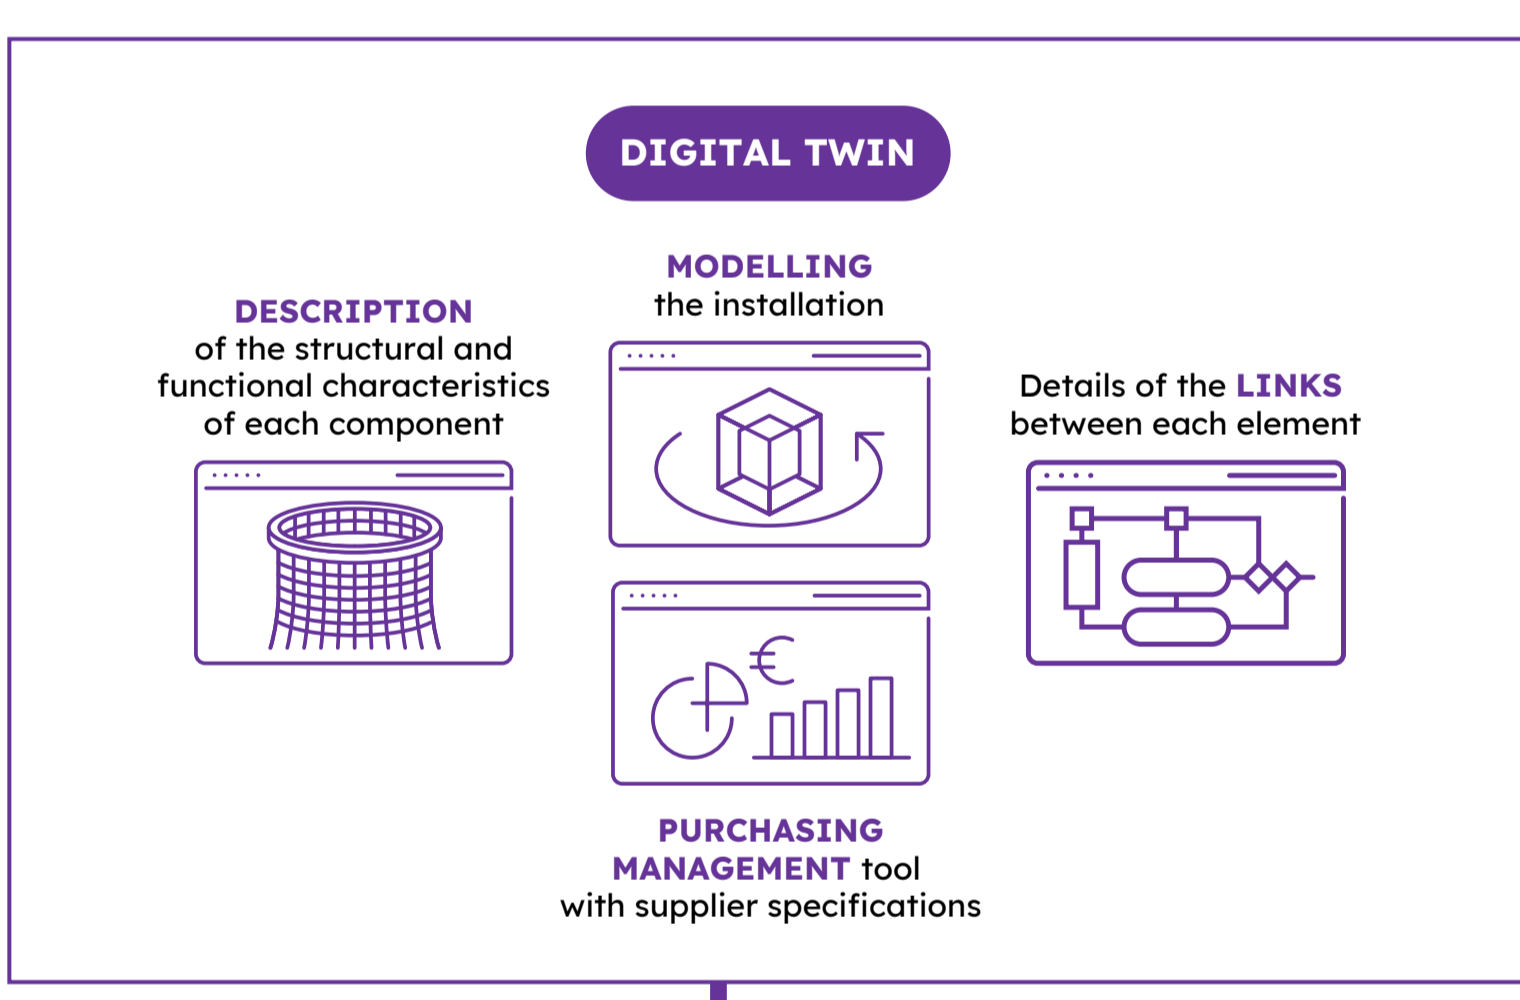 DIGITAL TWIN
DESCRIPTION
of the structural and
functional characteristics
of each component
MODELLING
the installation
Details of the LINKS
between each element
€
PURCHASING
MANAGEMENT tool
with supplier specifications